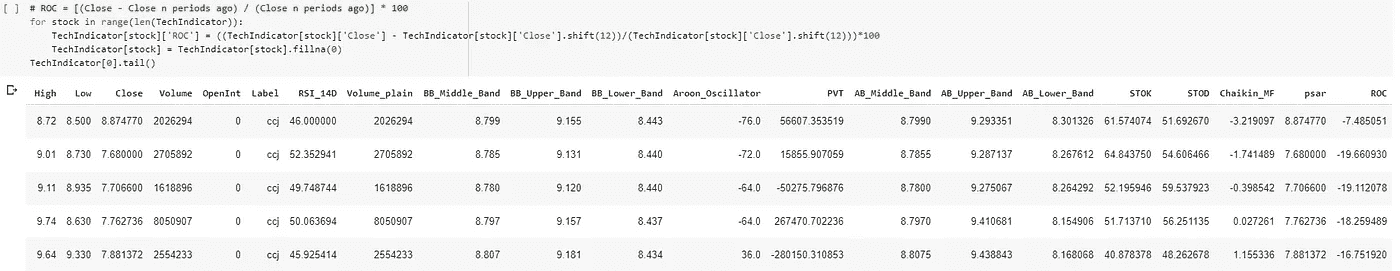 [ ] # ROC = [(Close - Close n periods ago) / (Close n periods ago)] * 100
for stock in range(len(TechIndicator)):
TechIndicator[stock]['ROC'] = ((TechIndicator[stock]['Close'] - TechIndicator[stock]['Close'].shift(12))/(TechIndicator[stock]['Close'].shift(12)))*100
TechIndicator[stock] = TechIndicator[stock].fillna(0)
TechIndicator[0].tail()
High Low Close Volume OpenInt Label RSI_14D Volume_plain BB_Middle_Band BB_Upper_Band BB_Lower_Band Aroon_Oscillator PVT AB_Middle_Band AB_Upper_Band AB_Lower_Band STOK STOD Chaikin_MF psar ROC
8.72 8.500 8.874770 2026294 0 ccj 46.000000 2026294 8.799 9.155 8.443 -76.0 56607.353519 8.7990 9.293351 8.301326 61.574074 51.692670 -3.219097 8.874770 -7.485051
9.01 8.730 7.680000 2705892 0 ccj 52.352941 2705892 8.785 9.131 8.440 -72.0 15855.907059 8.7855 9.287137 8.267612 64.843750 54.606466 -1.741489 7.680000 -19.660930
9.11 8.935 7.706600 1618896 0 ccj 49.748744 1618896 8.780 9.120 8.440 -64.0 -50275.796876 8.7800 9.275067 8.264292 52.195946 59.537923 -0.398542 7.706600 -19.112078
9.74 8.630 7.762736 8050907 0 ccj 50.063694 8050907 8.797 9.157 8.437 -64.0 267470.702236 8.7970 9.410681 8.154906 51.713710 56.251135 0.027261 7.762736 -18.259489
9.64 9.330 7.881372 2554233 0 ccj 45.925414 2554233 8.807 9.181 8.434 36.0 -280150.310853 8.8075 9.438843 8.168068 40.878378 48.262678 1.155336 7.881372 -16.751920